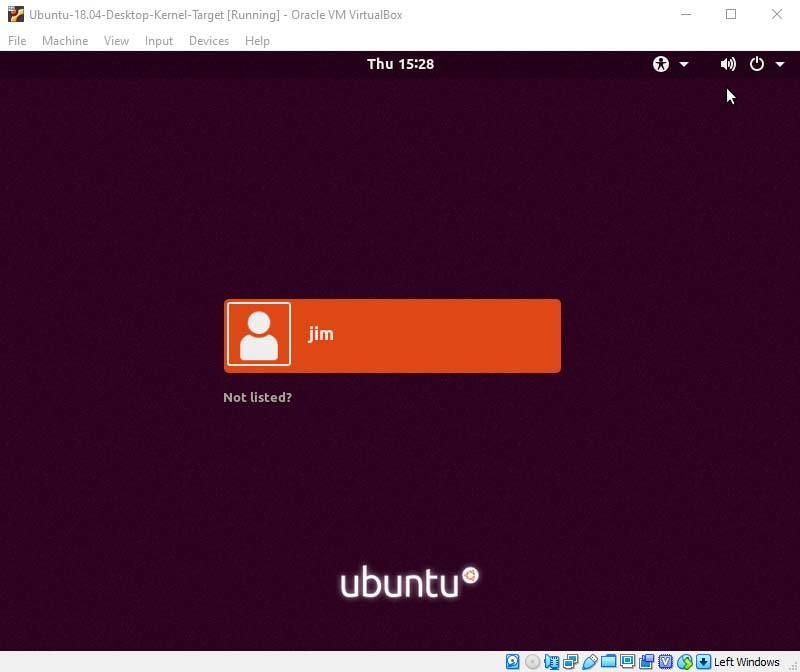 Ubuntu-18.04-Desktop-Kernel-Target [Running] - Oracle VM VirtualBox
File Machine View Input Devices Help
Thu 15:28
jim
Not listed?
ubuntu
Left Windows